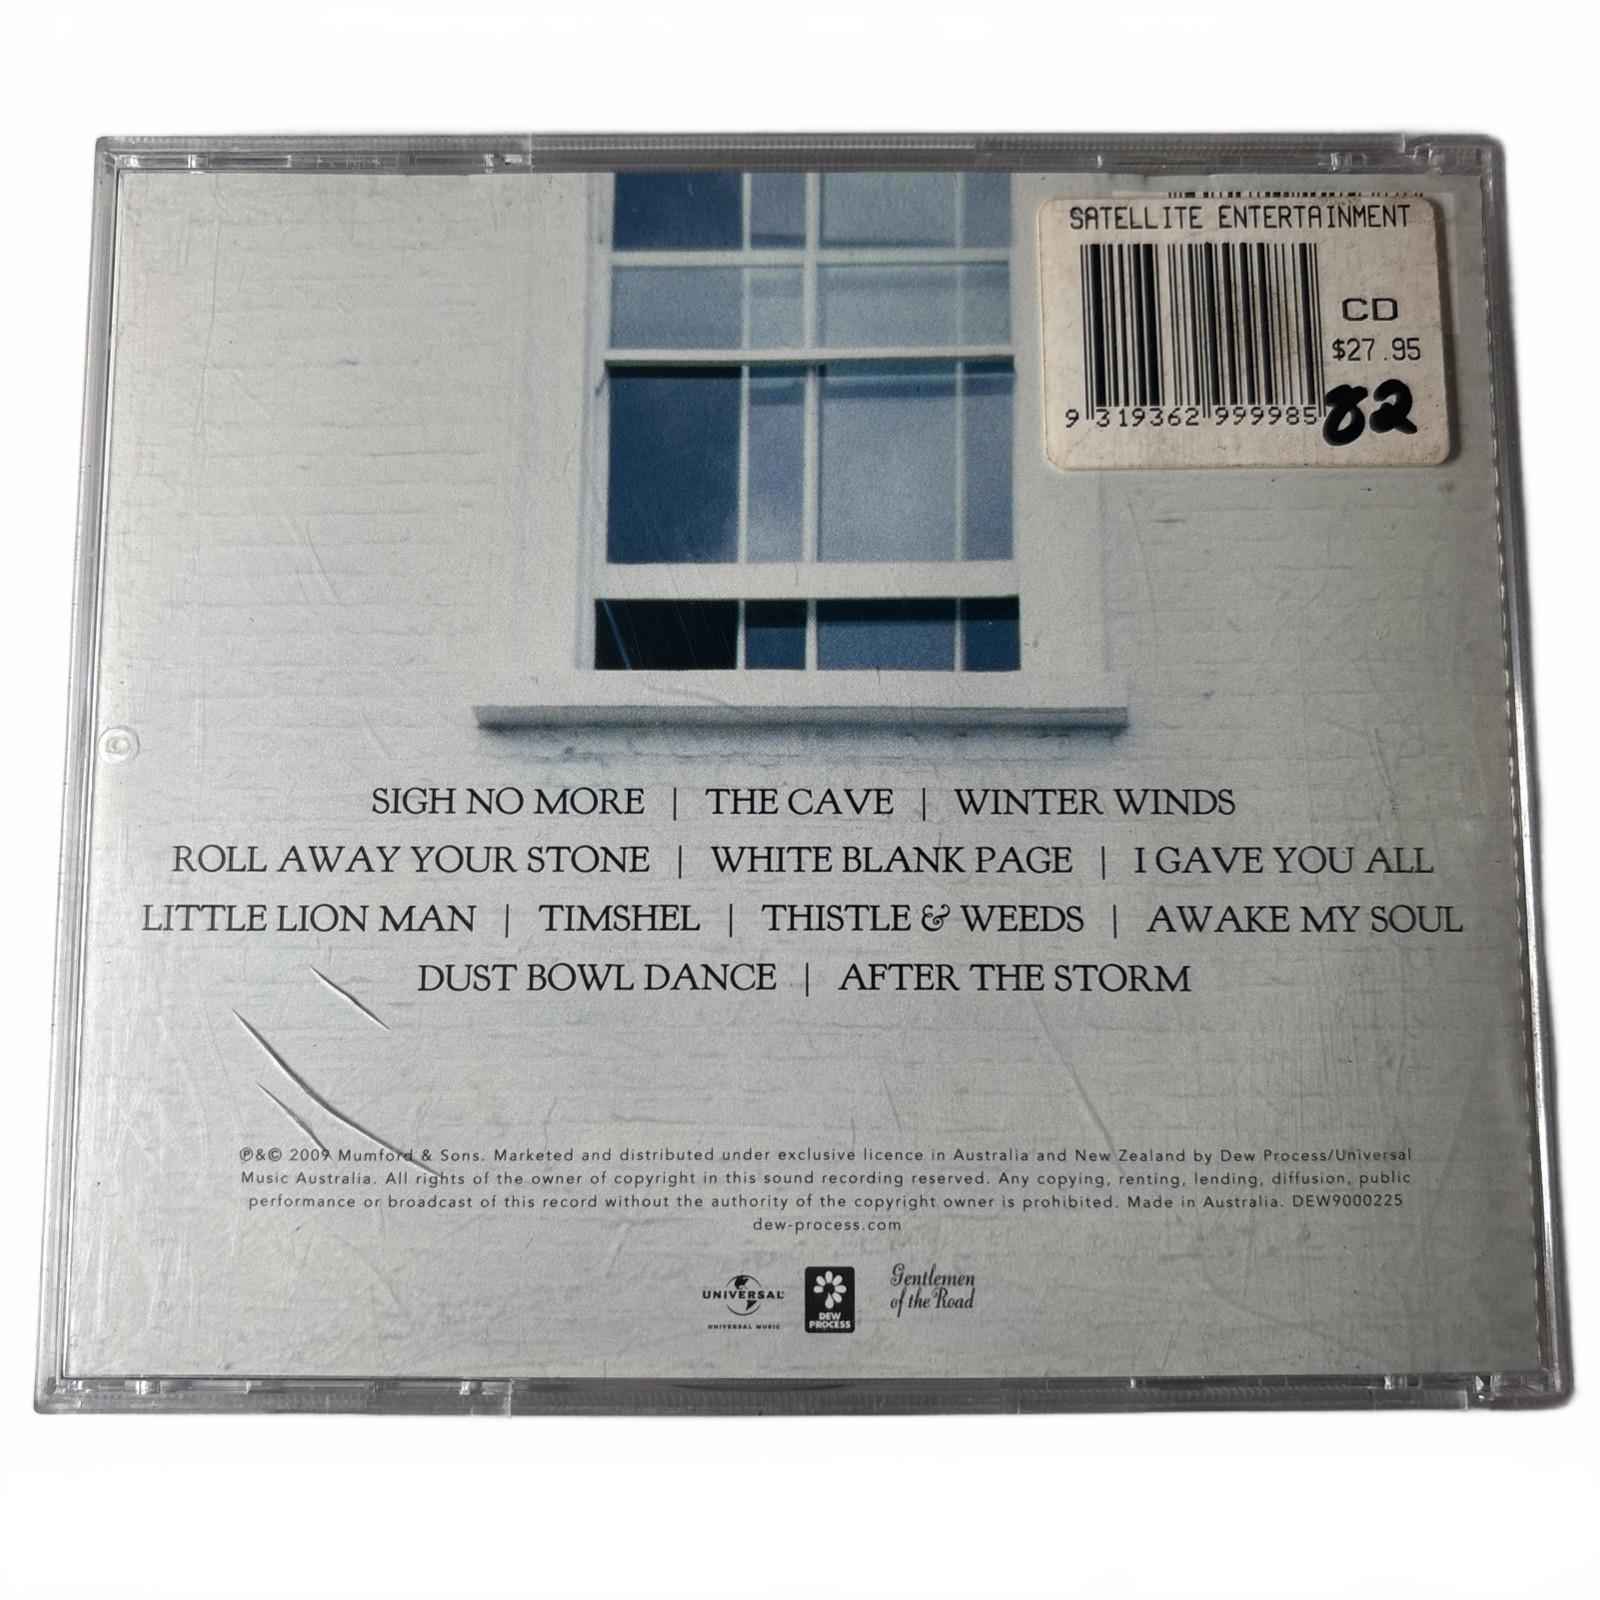 SATELLITE ENTERTAINMENT
CD
$27.95
9 319362 999985
82
SIGH NO MORE | THE CAVE | WINTER WINDS
ROLL AWAY YOUR STONE | WHITE BLANK PAGE | I GAVE YOU ALL
LITTLE LION MAN | TIMSHEL | THISTLE & WEEDS | AWAKE MY SOUL
DUST BOWL DANCE | AFTER THE STORM
℗&© 2009 Mumford & Sons. Marketed and distributed under exclusive licence in Australia and New Zealand by Dew Process/Universal
Music Australia. All rights of the owner of copyright in this sound recording reserved. Any copying, renting, lending, diffusion, public
performance or broadcast of this record without the authority of the copyright owner is prohibited. Made in Australia. DEW9000225
dew-process.com
UNIVERSAL
UNIVERSAL MUSIC
DEW
PROCESS
Gentlemen
of the Road